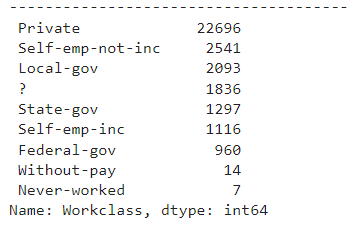 ----------------------------------
Private 22696
Self-emp-not-inc 2541
Local-gov 2093
? 1836
State-gov 1297
Self-emp-inc 1116
Federal-gov 960
Without-pay 14
Never-worked 7
Name: Workclass, dtype: int64